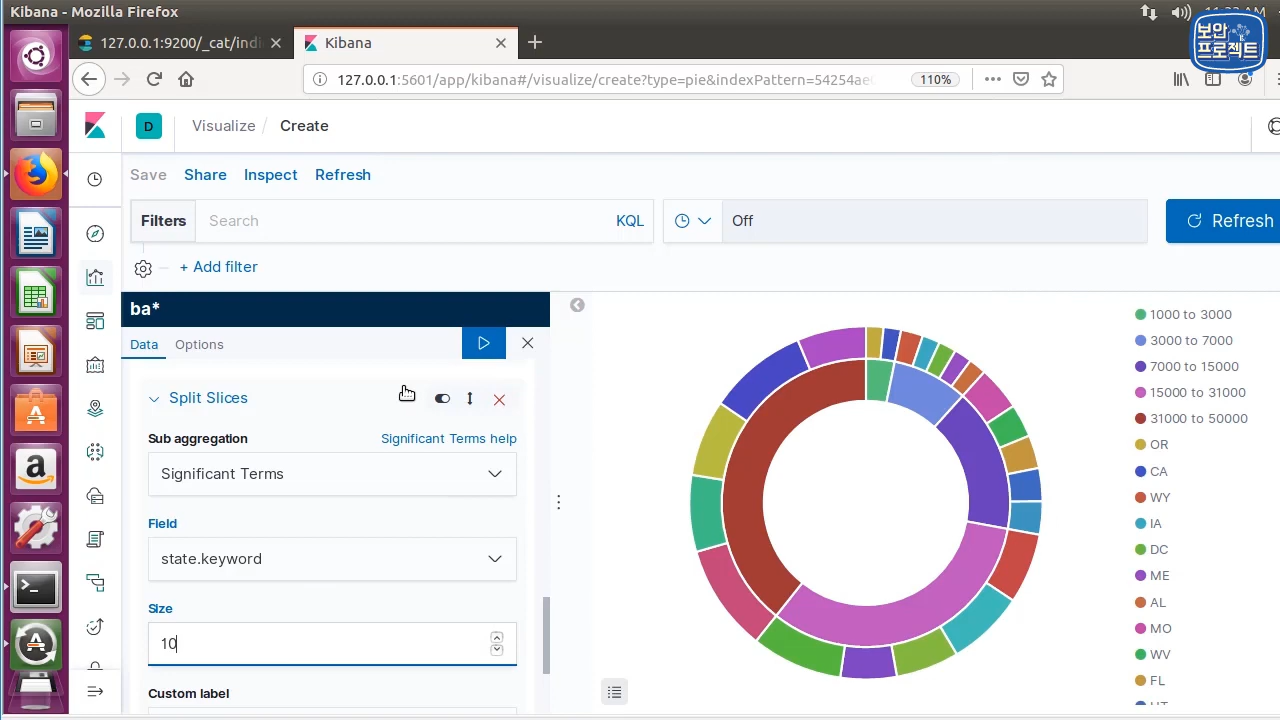 Kibana - Mozilla Firefox
보안
프로젝트
127.0.0.1:9200/_cat/indi
Kibana
127.0.0.1:5601/app/kibana#/visualize/create?type=pie&indexPattern=54254ae
110%
D
Visualize
Create
Save
Share
Inspect
Refresh
Filters
Search
KQL
Off
Refresh
+ Add filter
ba*
Data
Options
Split Slices
Sub aggregation
Significant Terms help
Significant Terms
Field
state.keyword
Size
10
Custom label
1000 to 3000
3000 to 7000
7000 to 15000
15000 to 31000
31000 to 50000
OR
CA
WY
IA
DC
ME
AL
MO
WV
FL